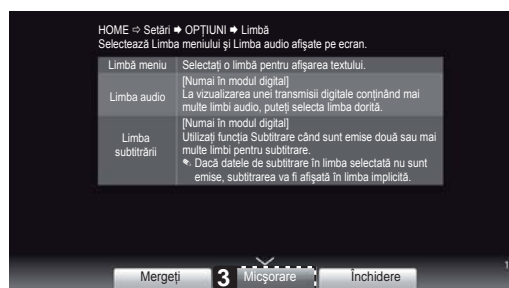 HOME ⇨ Setări ➡ OPŢIUNI ➡ Limbă
Selectează Limba meniului şi Limba audio afişate pe ecran.
Limbă meniu
Selectaţi o limbă pentru afişarea textului.
Limba audio
[Numai în modul digital]
La vizualizarea unei transmisii digitale conţinând mai
multe limbi audio, puteţi selecta limba dorită.
Limba
subtitrării
[Numai în modul digital]
Utilizaţi funcţia Subtitrare când sunt emise două sau mai
multe limbi pentru subtitrare.
✎ Dacă datele de subtitrare în limba selectată nu sunt
emise, subtitrarea va fi afişată în limba implicită.
Mergeţi
3
Micşorare
Închidere
1